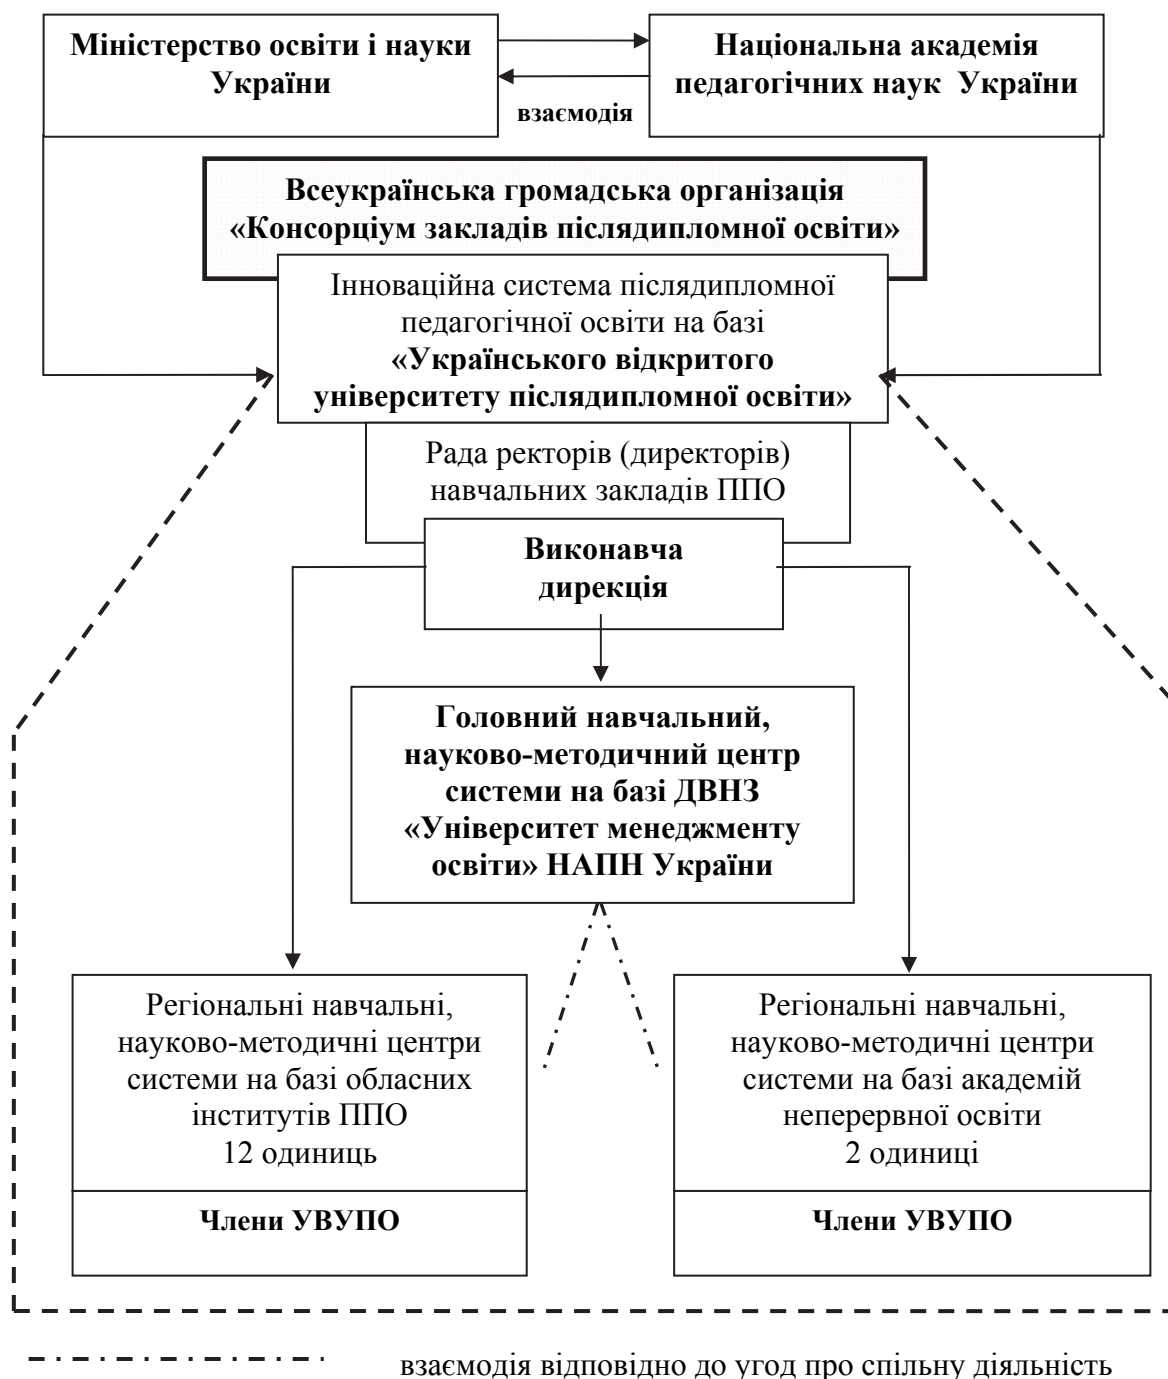 Міністерство освіти і науки
України
Національна академія
педагогічних наук України
взаємодія
Всеукраїнська громадська організація
«Консорціум закладів післядипломної освіти»
Інноваційна система післядипломної
педагогічної освіти на базі
«Українського відкритого
університету післядипломної освіти»
Рада ректорів (директорів)
навчальних закладів ППО
Виконавча
дирекція
Головний навчальний,
науково-методичний центр
системи на базі ДВНЗ
«Університет менеджменту
освіти» НАПН України
Регіональні навчальні,
науково-методичні центри
системи на базі обласних
інститутів ППО
12 одиниць
Члени УВУПО
Регіональні навчальні,
науково-методичні центри
системи на базі академій
неперервної освіти
2 одиниці
Члени УВУПО
взаємодія відповідно до угод про спільну діяльність